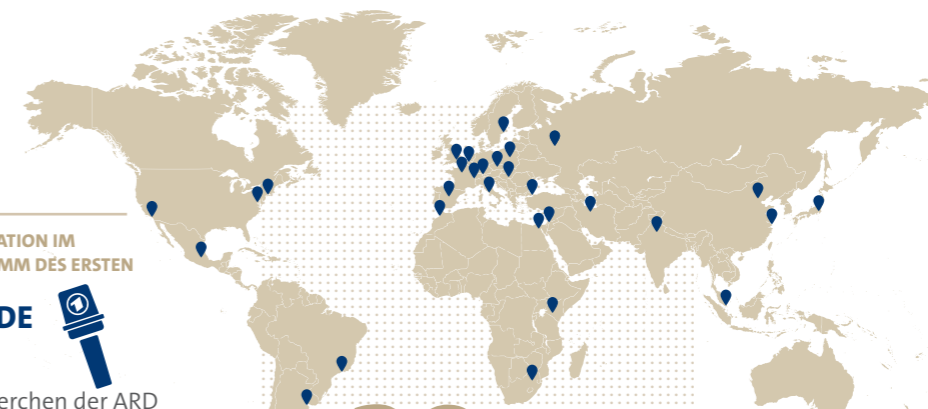 ATION IM
MM DES ERSTEN
DE
erchen der ARD